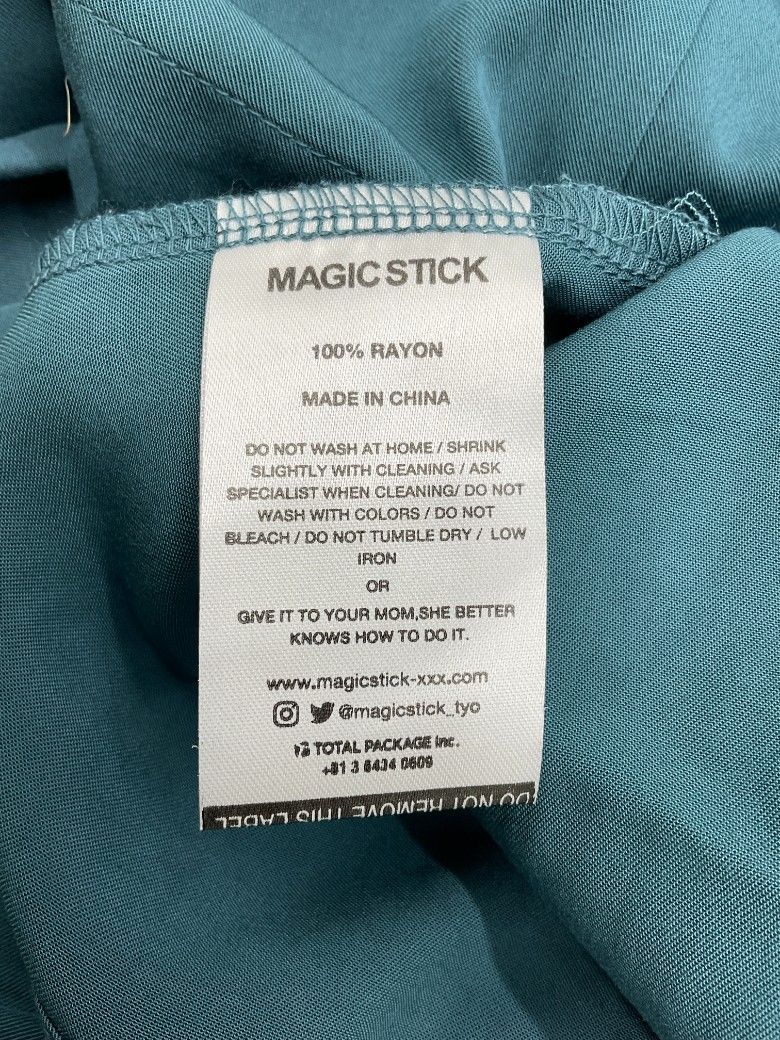 MAGIC STICK
100% RAYON
MADE IN CHINA
DO NOT WASH AT HOME / SHRINK
SLIGHTLY WITH CLEANING / ASK
SPECIALIST WHEN CLEANING/ DO NOT
WASH WITH COLORS / DO NOT
BLEACH / DO NOT TUMBLE DRY / LOW
IRON
OR
GIVE IT TO YOUR MOM,SHE BETTER
KNOWS HOW TO DO IT.
www.magicstick-xxx.com
@magicstick_tyo
TOTAL PACKAGE Inc.
+81 3 6434 0609
DO NOT REMOVE THIS LABEL